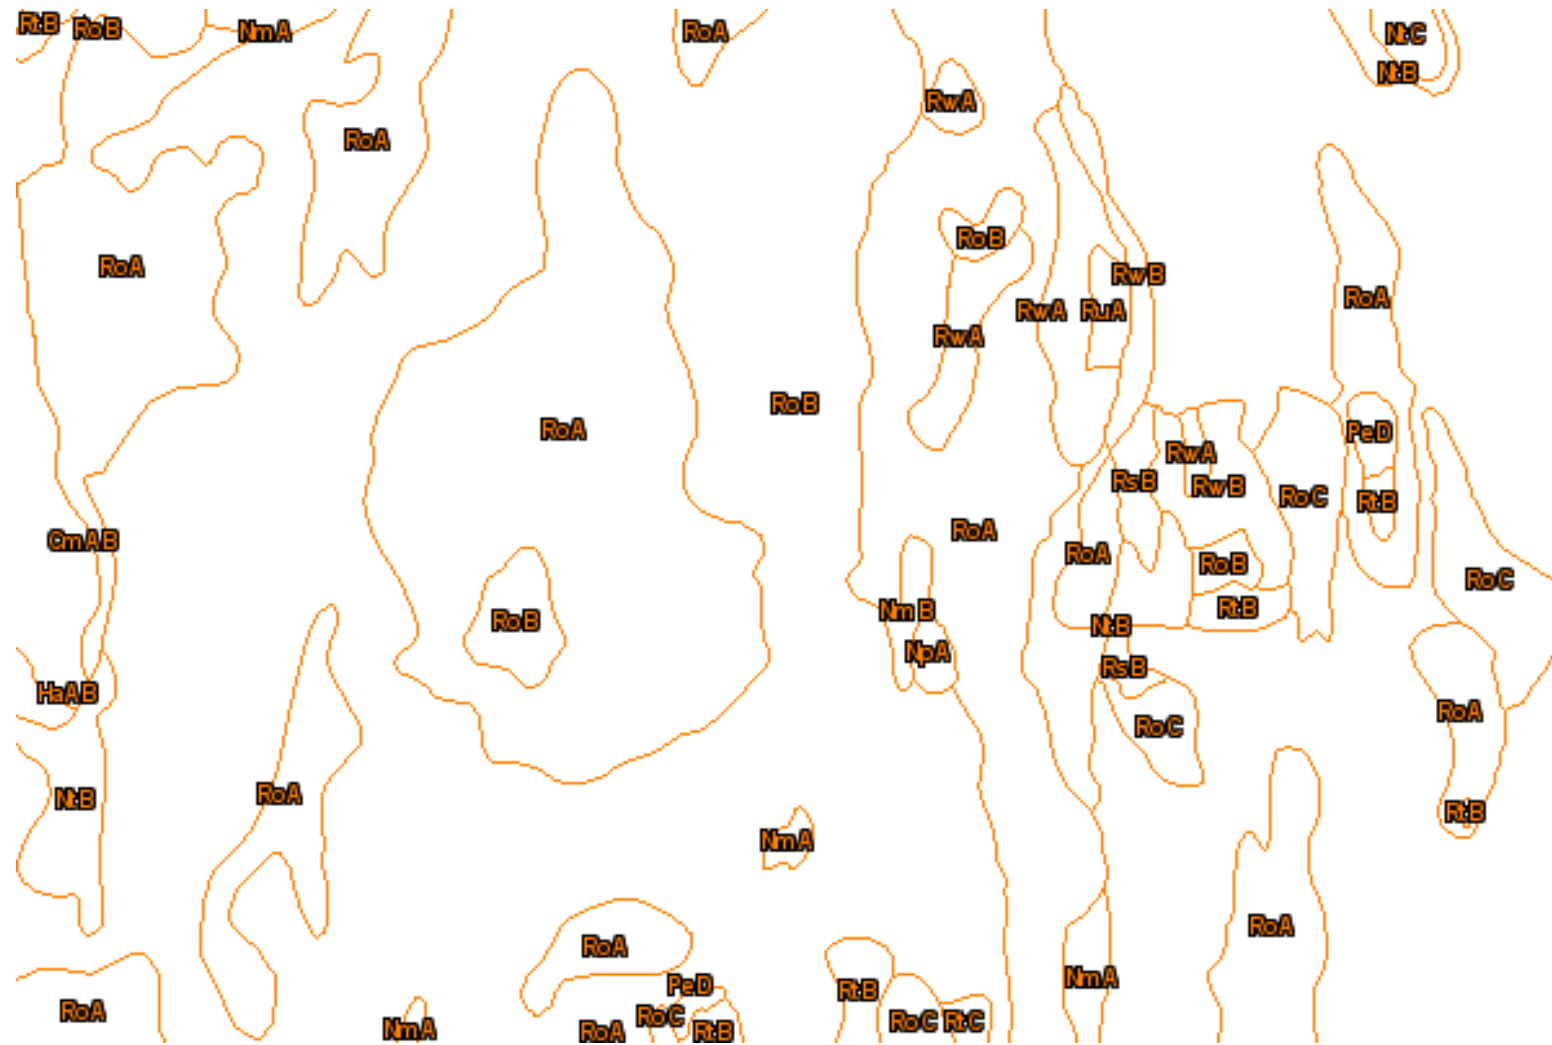 RtB RoB NmA RoA NtC
NtB
RwA
RoA
RoB
RoA RwB
RwA RuA RoA
RwA
RoB
RoA PeD
RwA
RsB RwB RoC RtB
RoA
CmAB RoA RoB RoC
NmB RtB
RoB NtB
NpA RsB
HaAB
RoC RoA
NtB RoA
RtB
NmA
RoA RoA
PeD RtB NmA
RoA RoC RoC RtC
NmA RoA RtB